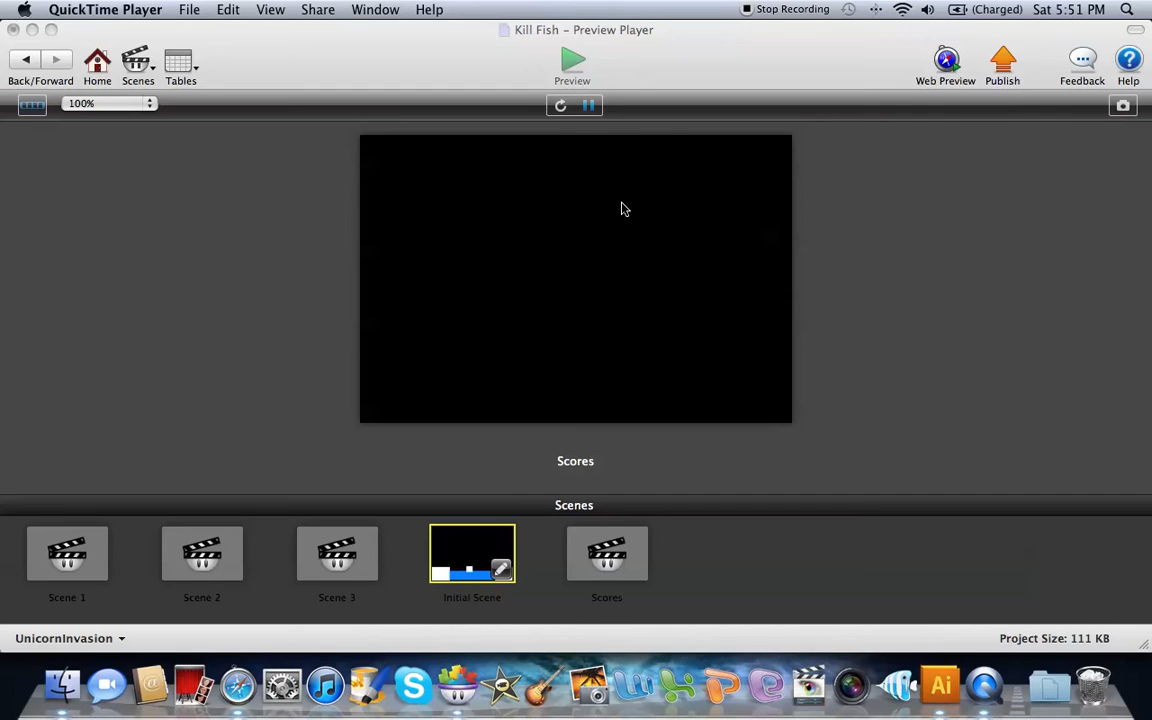 QuickTime Player File Edit View Share Window Help Stop Recording (Charged) Sat 5:51 PM
Kill Fish – Preview Player
Back/Forward Home Scenes Tables Preview Web Preview Publish Feedback Help
100%
Scores
Scenes
Scene 1 Scene 2 Scene 3 Initial Scene Scores
UnicornInvasion Project Size: 111 KB
Ai